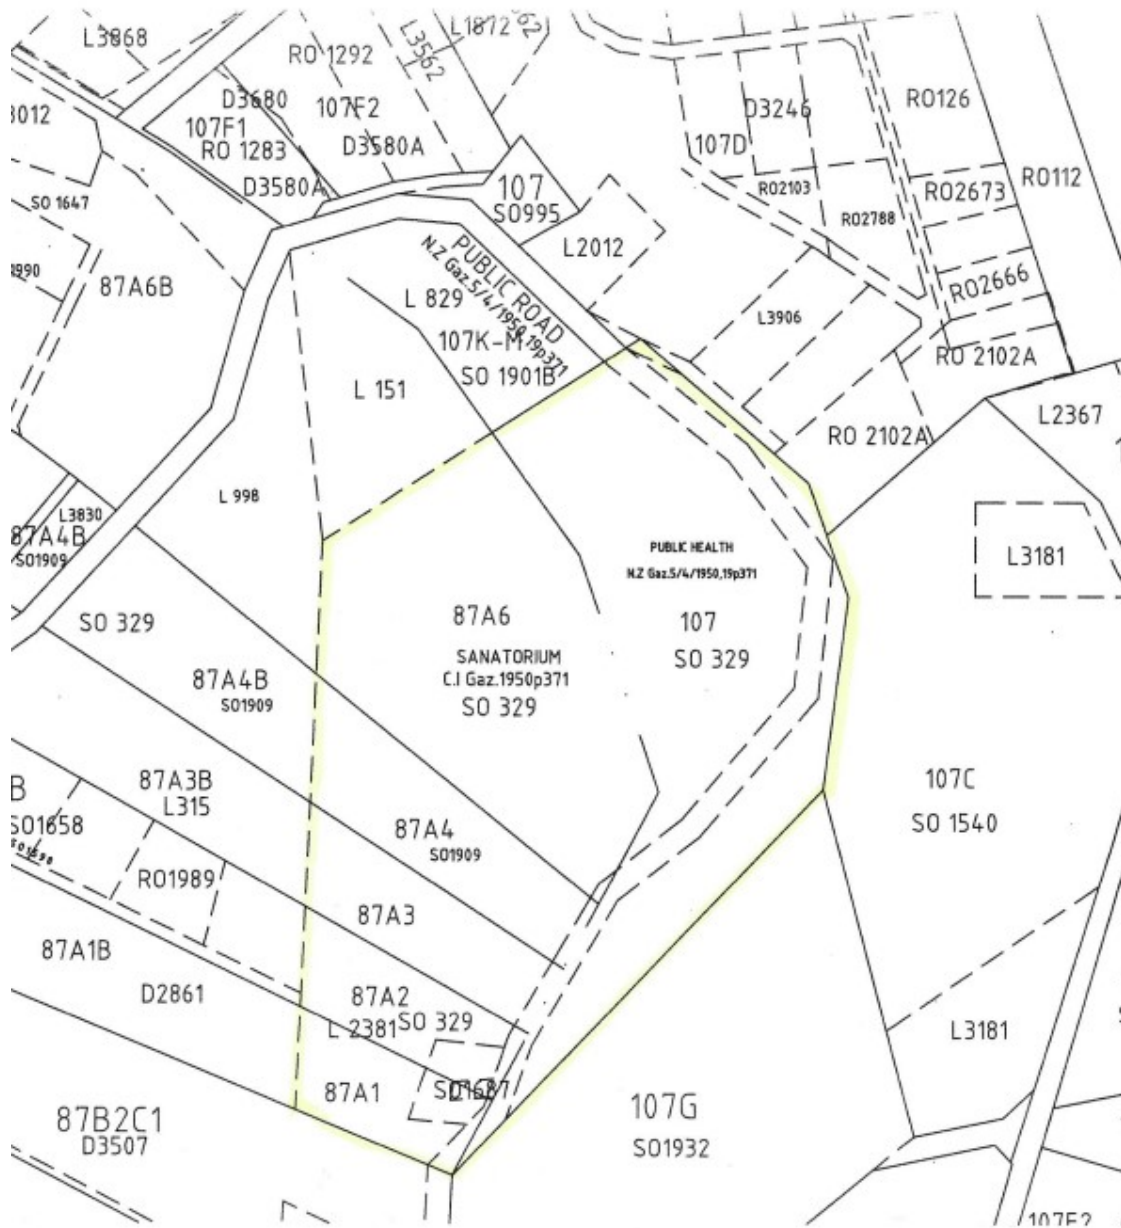 L3868
RO 1292
L3562
L1872
3012
D3680
107F1
RO 1283
107F2
D3580A
D3580A
D3246
107D
RO126
RO112
RO2103
RO2788
RO2673
RO2666
107
SO995
L2012
SO 1647
87A6B
PUBLIC ROAD
N.Z Gaz.5/4/1950,19p371
L 829
107K-M
SO 1901B
L 151
L3906
RO 2102A
RO 2102A
L2367
L 998
L3830
87A4B
SO1909
L3181
PUBLIC HEALTH
N.Z Gaz.5/4/1950,19p371
107
SO 329
87A6
SANATORIUM
C.I Gaz.1950p371
SO 329
SO 329
87A4B
SO1909
87A3B
L315
B
SO1658
RO1989
87A4
SO1909
107C
SO 1540
87A3
87A1B
D2861
87A2
SO 329
L 2381
L3181
87A1
SO1687
107G
SO1932
87B2C1
D3507